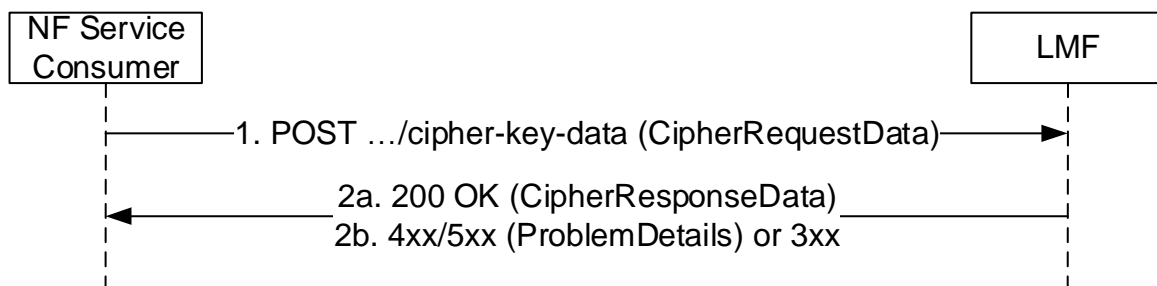 NF Service
Consumer
LMF
1. POST …/cipher-key-data (CipherRequestData)
2a. 200 OK (CipherResponseData)
2b. 4xx/5xx (ProblemDetails) or 3xx